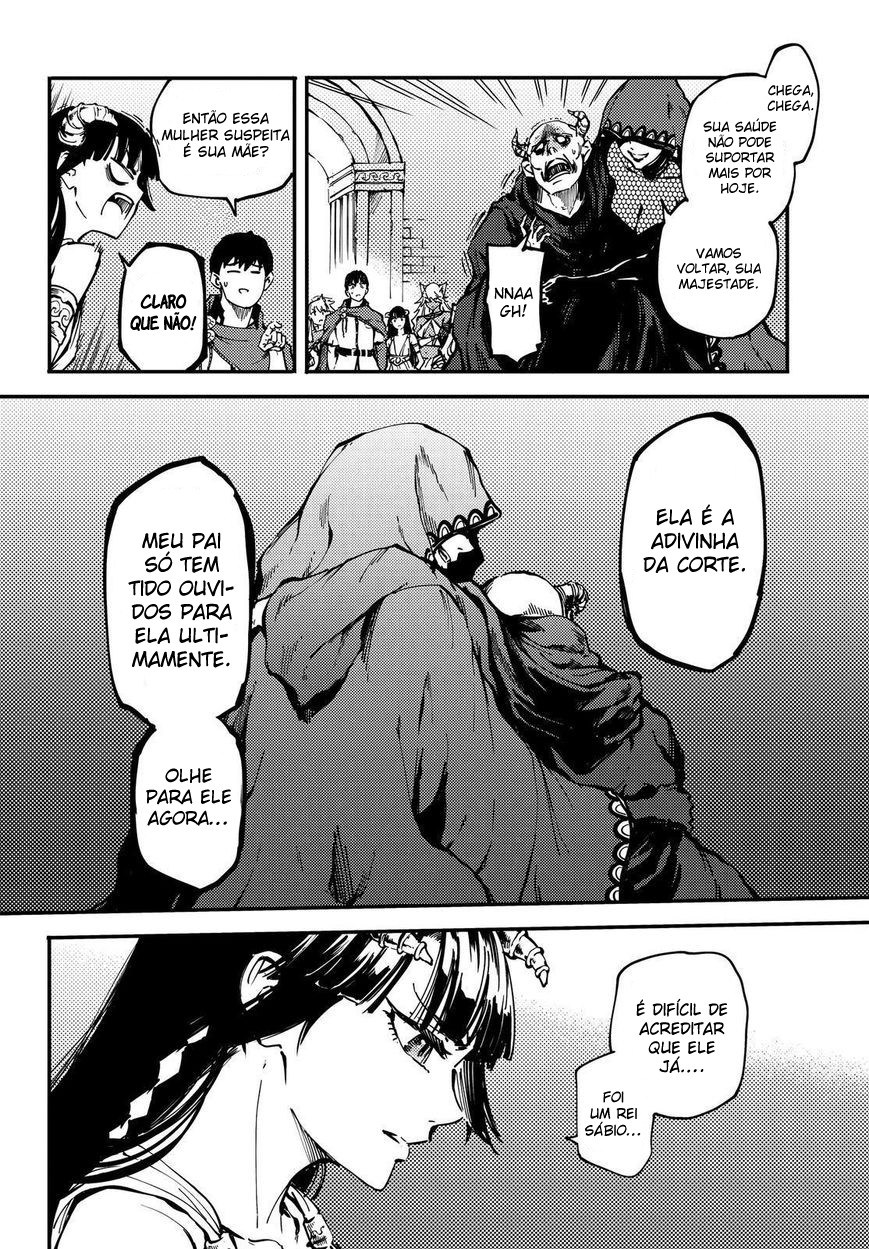 CHEGA,
CHEGA.
SUA SAÚDE
NÃO PODE
SUPORTAR
MAIS POR
HOJE.
VAMOS
VOLTAR, SUA
MAJESTADE.
NNAA
GH!
ENTÃO ESSA
MULHER SUSPEITA
É SUA MÃE?
CLARO
QUE NÃO!
ELA É A
ADIVINHA
DA CORTE.
MEU PAI
SÓ TEM
TIDO OUVI-
DOS PARA
ELA ULTI-
MAMENTE.
OLHE
PARA ELE
AGORA...
É DIFÍCIL DE
ACREDITAR
QUE ELE
JÁ....
FOI
UM REI
SÁBIO...